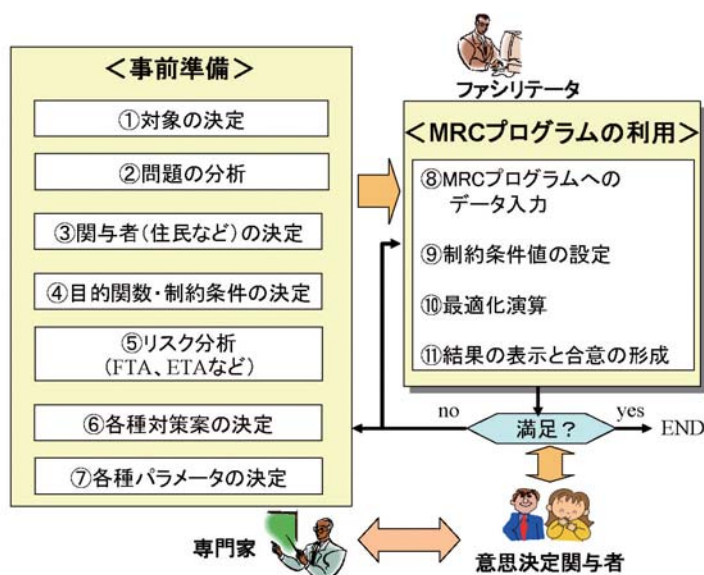 <事前準備>
①対象の決定
②問題の分析
③関与者(住民など)の決定
④目的関数・制約条件の決定
⑤リスク分析
(FTA、ETAなど)
⑥各種対策案の決定
⑦各種パラメータの決定
専門家
ファシリテータ
<MRCプログラムの利用>
⑧MRCプログラムへの
データ入力
⑨制約条件値の設定
⑩最適化演算
⑪結果の表示と合意の形成
no
満足?
yes
END
意思決定関与者